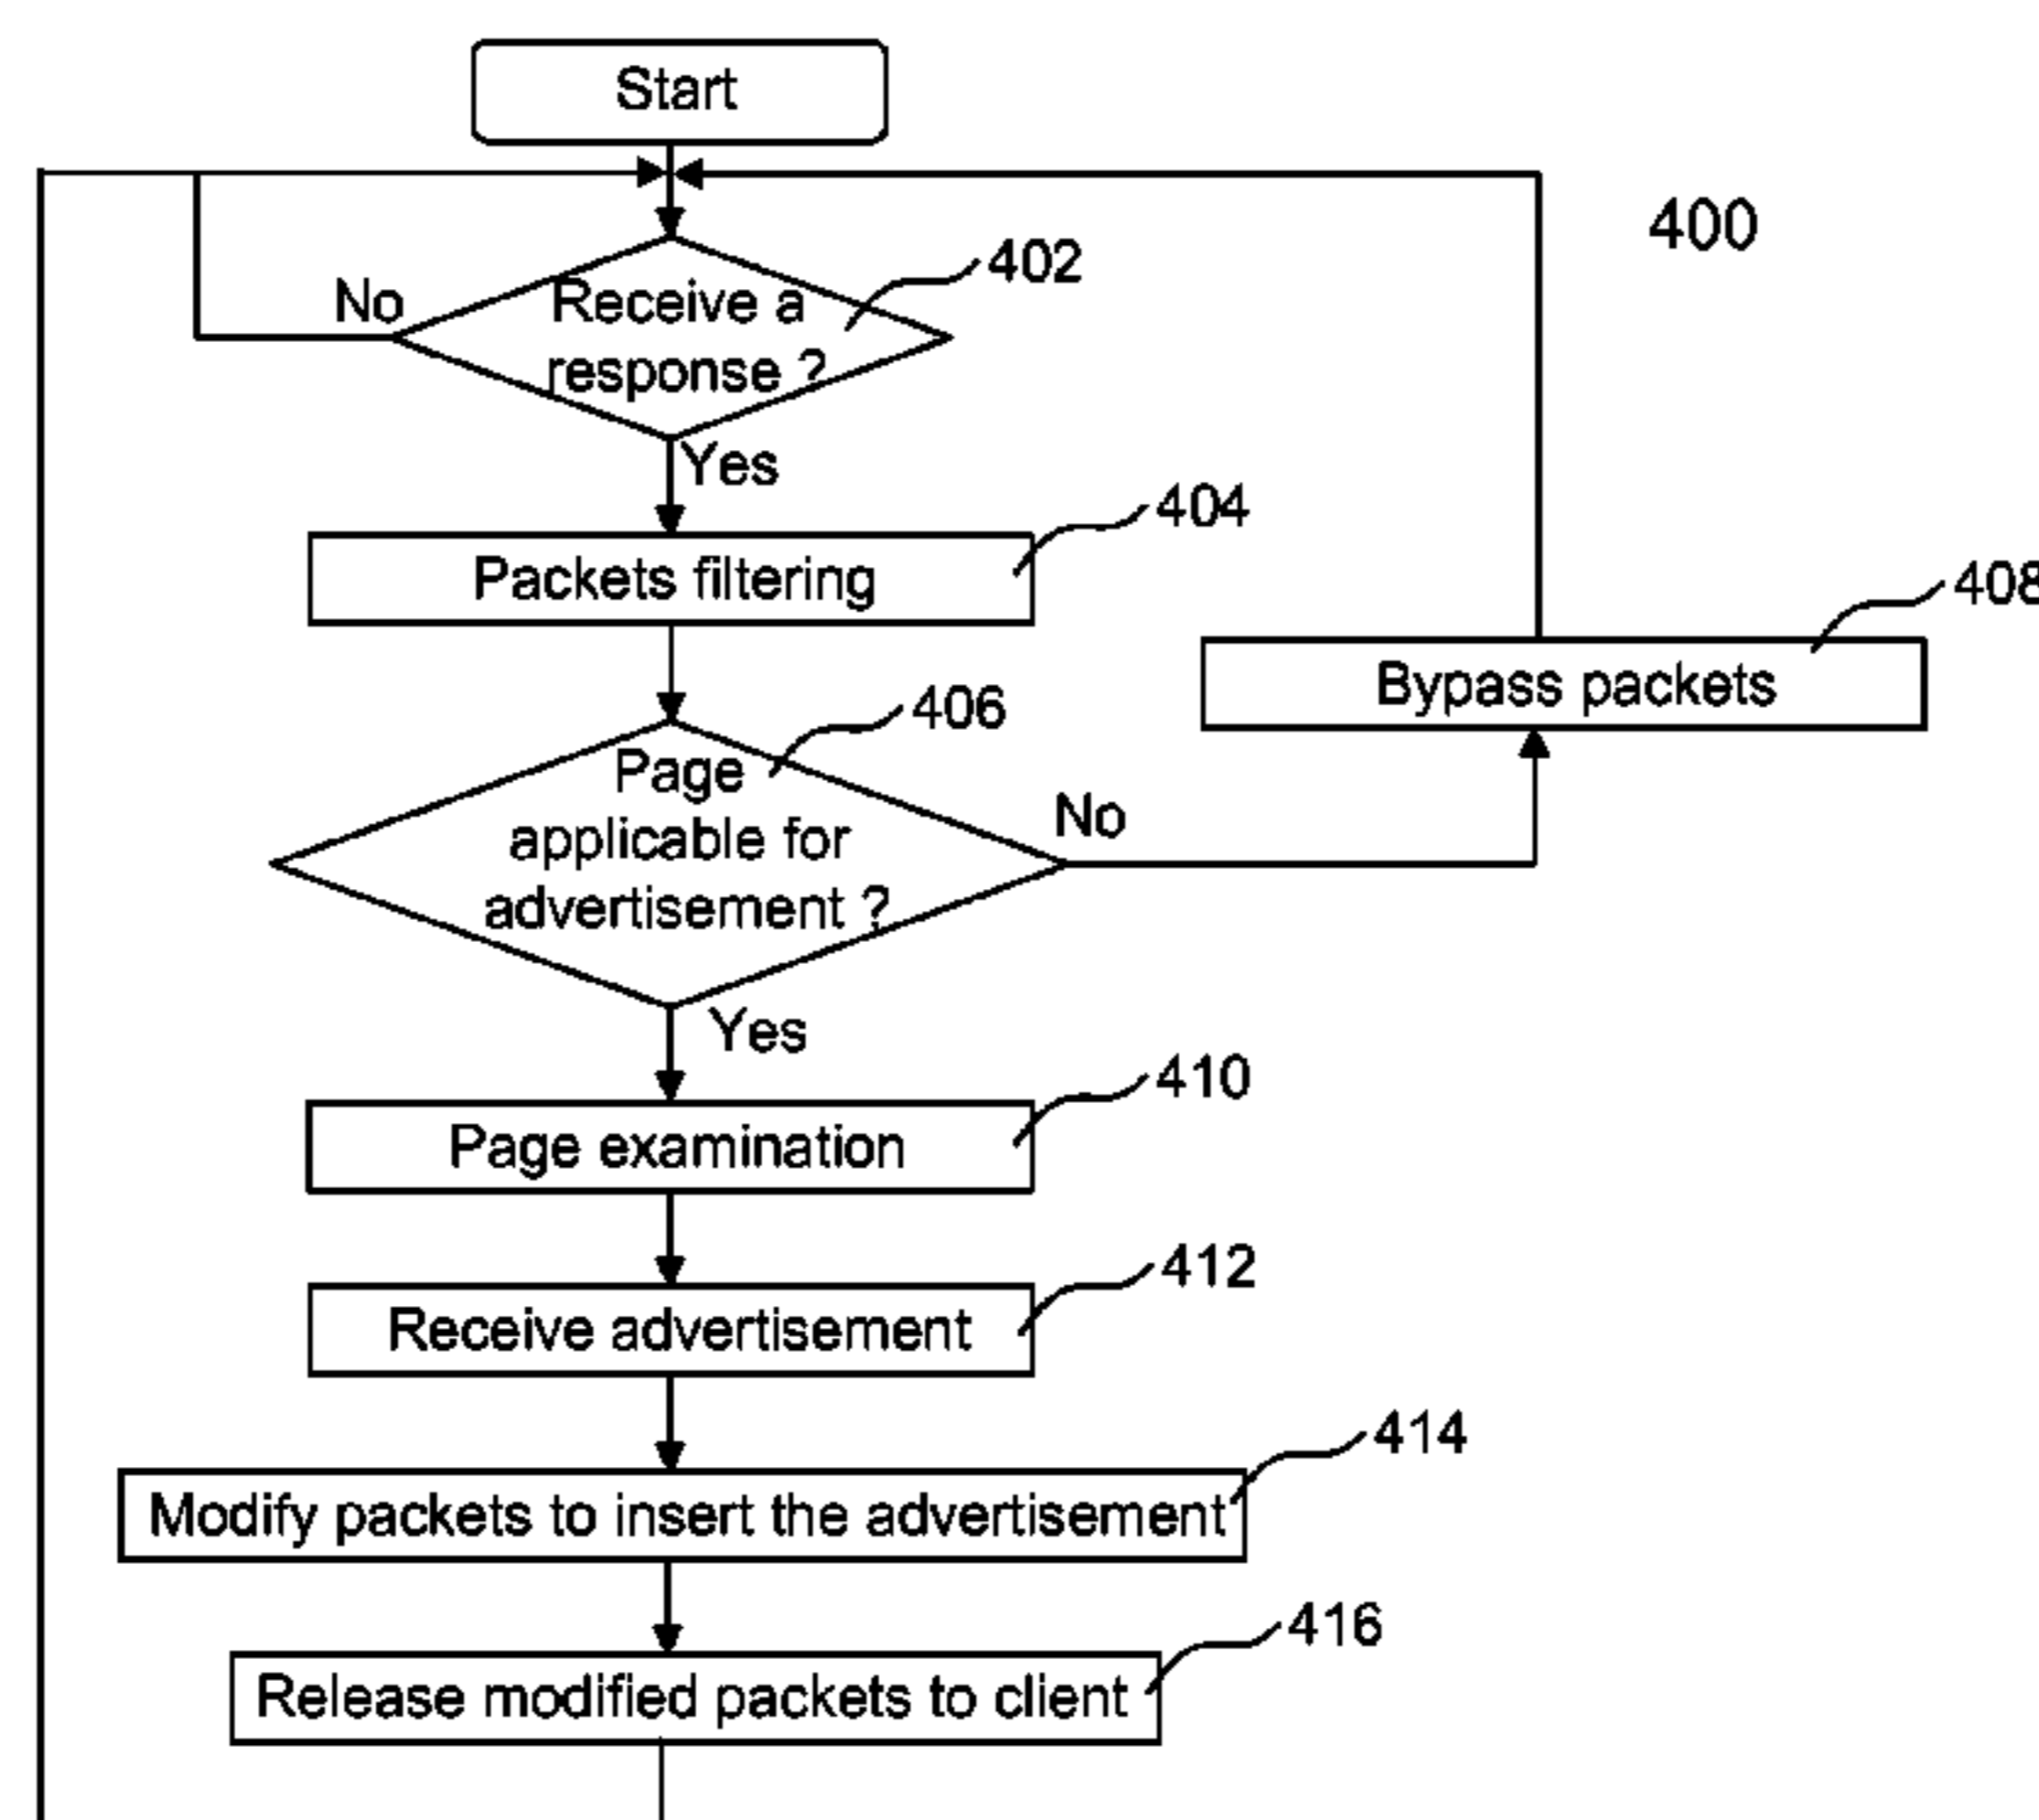 Start
400
402
No
Receive a
response ?
Yes
404
Packets filtering
408
Bypass packets
406
Page
applicable for
advertisement ?
No
Yes
410
Page examination
412
Receive advertisement
414
Modify packets to insert the advertisement
416
Release modified packets to client